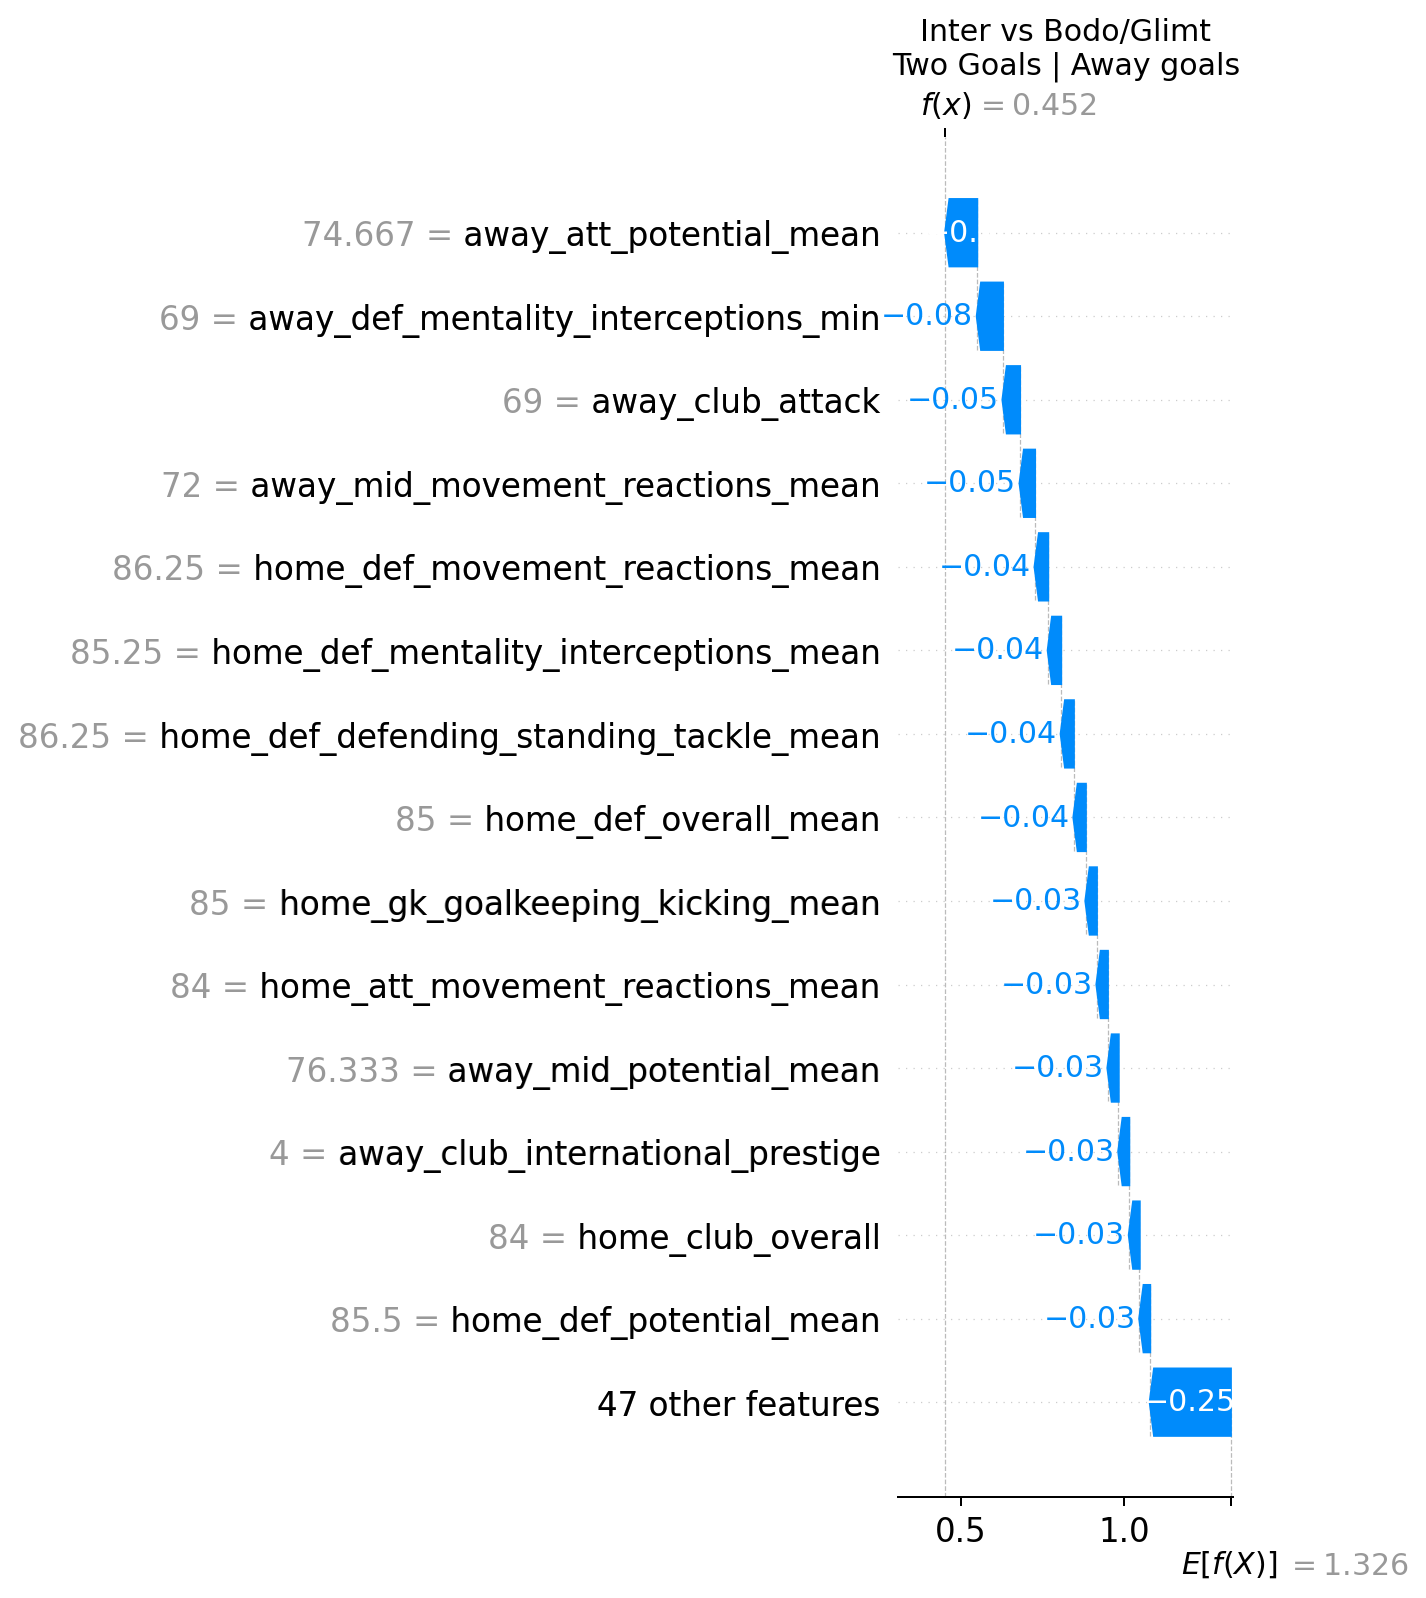 Inter vs Bodo/Glimt
Two Goals | Away goals
f(x) = 0.452
74.667 = away_att_potential_mean
69 = away_def_mentality_interceptions_min −0.08
69 = away_club_attack −0.05
72 = away_mid_movement_reactions_mean −0.05
86.25 = home_def_movement_reactions_mean −0.04
85.25 = home_def_mentality_interceptions_mean −0.04
86.25 = home_def_defending_standing_tackle_mean −0.04
85 = home_def_overall_mean −0.04
85 = home_gk_goalkeeping_kicking_mean −0.03
84 = home_att_movement_reactions_mean −0.03
76.333 = away_mid_potential_mean −0.03
4 = away_club_international_prestige −0.03
84 = home_club_overall −0.03
85.5 = home_def_potential_mean −0.03
47 other features −0.25
0.5 1.0
E[f(X)] = 1.326